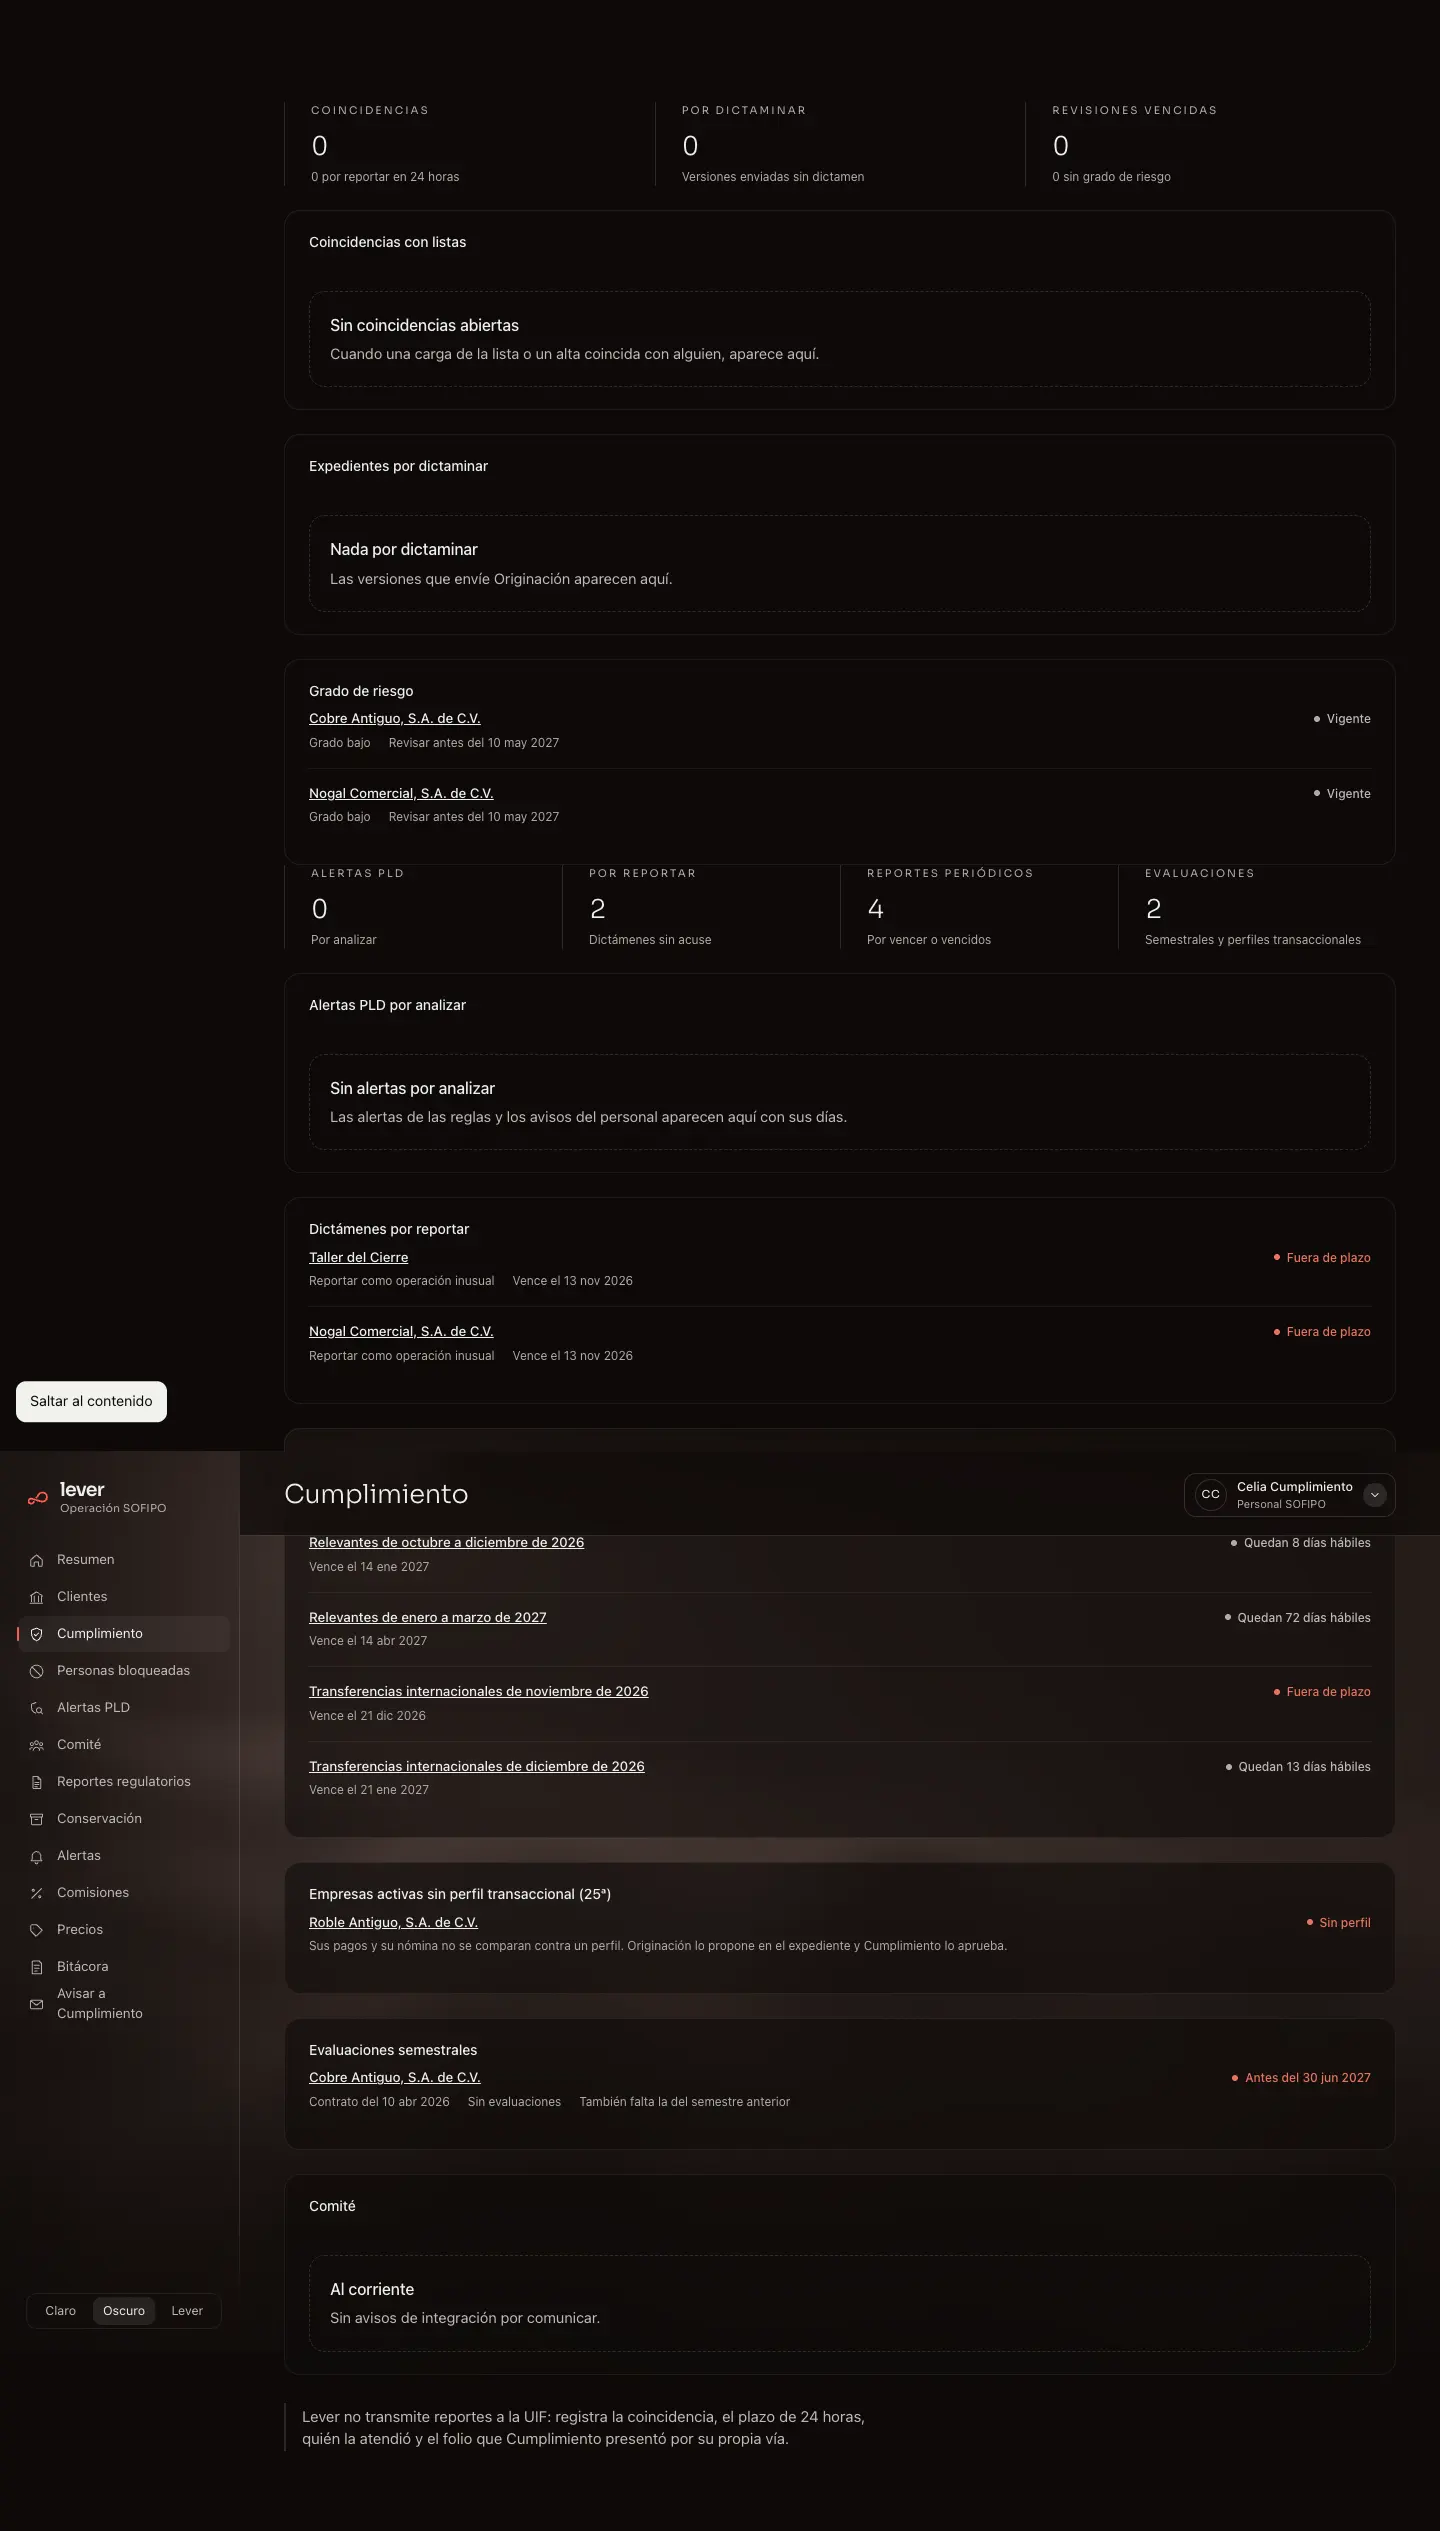 COINCIDENCIAS
0
0 por reportar en 24 horas
POR DICTAMINAR
0
Versiones enviadas sin dictamen
REVISIONES VENCIDAS
0
0 sin grado de riesgo
Coincidencias con listas
Sin coincidencias abiertas
Cuando una carga de la lista o un alta coincida con alguien, aparece aquí.
Expedientes por dictaminar
Nada por dictaminar
Las versiones que envíe Originación aparecen aquí.
Grado de riesgo
Cobre Antiguo, S.A. de C.V.
Vigente
Grado bajo Revisar antes del 10 may 2027
Nogal Comercial, S.A. de C.V.
Vigente
Grado bajo Revisar antes del 10 may 2027
ALERTAS PLD
0
Por analizar
POR REPORTAR
2
Dictámenes sin acuse
REPORTES PERIÓDICOS
4
Por vencer o vencidos
EVALUACIONES
2
Semestrales y perfiles transaccionales
Alertas PLD por analizar
Sin alertas por analizar
Las alertas de las reglas y los avisos del personal aparecen aquí con sus días.
Dictámenes por reportar
Taller del Cierre
Fuera de plazo
Reportar como operación inusual Vence el 13 nov 2026
Nogal Comercial, S.A. de C.V.
Fuera de plazo
Reportar como operación inusual Vence el 13 nov 2026
Saltar al contenido
lever
Operación SOFIPO
Resumen
Clientes
Cumplimiento
Personas bloqueadas
Alertas PLD
Comité
Reportes regulatorios
Conservación
Alertas
Comisiones
Precios
Bitácora
Avisar a
Cumplimiento
Claro
Oscuro
Lever
Cumplimiento
CC
Celia Cumplimiento
Personal SOFIPO
Relevantes de octubre a diciembre de 2026
Quedan 8 días hábiles
Vence el 14 ene 2027
Relevantes de enero a marzo de 2027
Quedan 72 días hábiles
Vence el 14 abr 2027
Transferencias internacionales de noviembre de 2026
Fuera de plazo
Vence el 21 dic 2026
Transferencias internacionales de diciembre de 2026
Quedan 13 días hábiles
Vence el 21 ene 2027
Empresas activas sin perfil transaccional (25ª)
Roble Antiguo, S.A. de C.V.
Sin perfil
Sus pagos y su nómina no se comparan contra un perfil. Originación lo propone en el expediente y Cumplimiento lo aprueba.
Evaluaciones semestrales
Cobre Antiguo, S.A. de C.V.
Antes del 30 jun 2027
Contrato del 10 abr 2026 Sin evaluaciones También falta la del semestre anterior
Comité
Al corriente
Sin avisos de integración por comunicar.
Lever no transmite reportes a la UIF: registra la coincidencia, el plazo de 24 horas,
quién la atendió y el folio que Cumplimiento presentó por su propia vía.